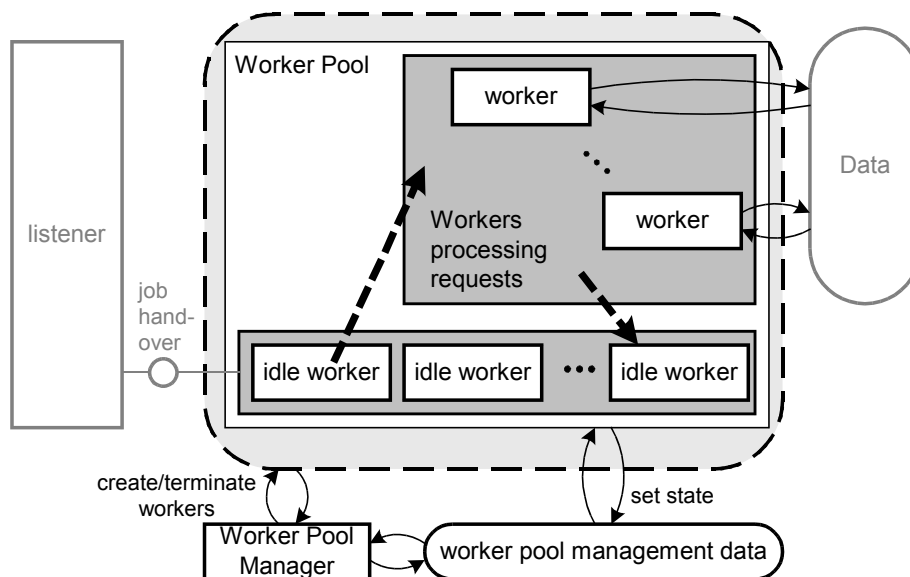 Worker Pool
worker
Data
worker
Workers
processing
requests
listener
job
hand-
over
idle worker
idle worker
idle worker
create/terminate
workers
set state
Worker Pool
Manager
worker pool management data